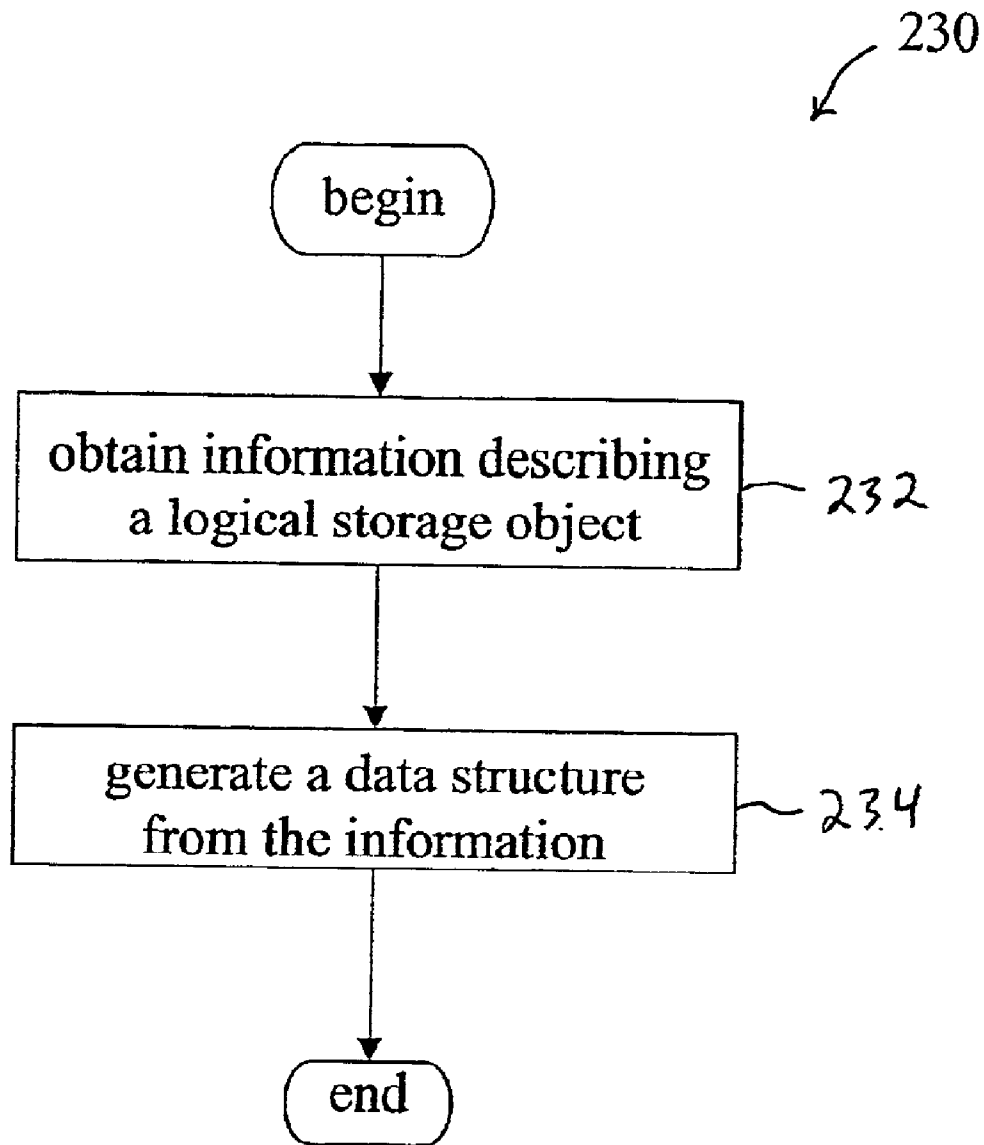 230
begin
obtain information describing
a logical storage object
232
generate a data structure
from the information
234
end